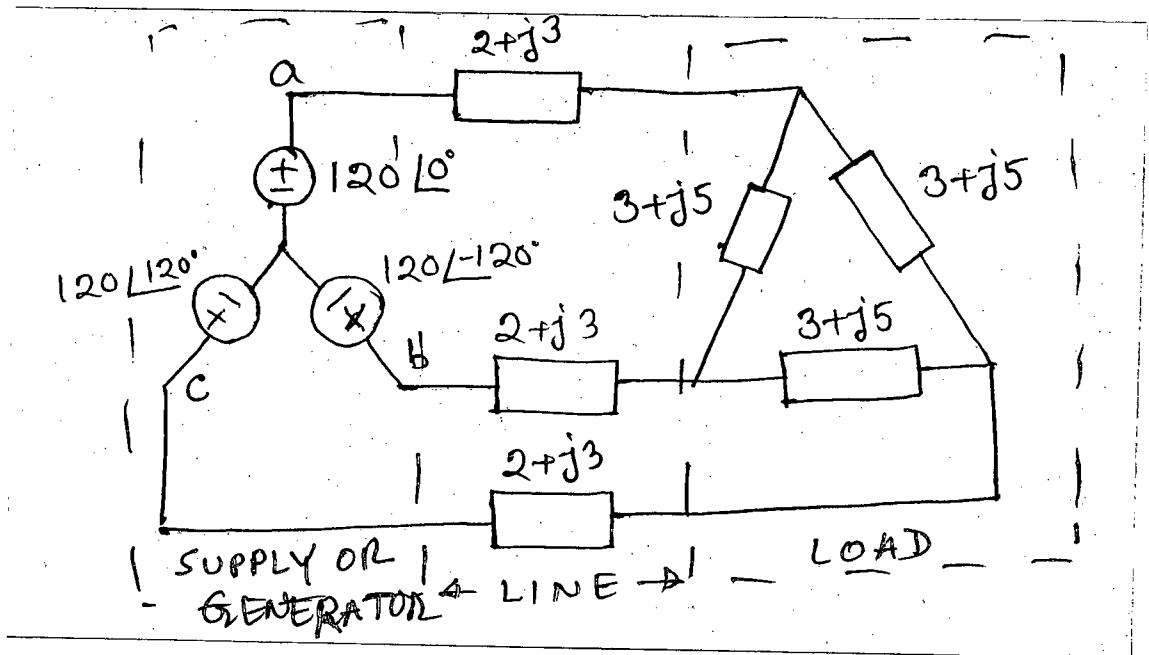 2+j3
a
120∠0°
3+j5
3+j5
120∠120°
120∠-120°
2+j3
3+j5
b
c
2+j3
SUPPLY OR
GENERATOR
LINE
LOAD